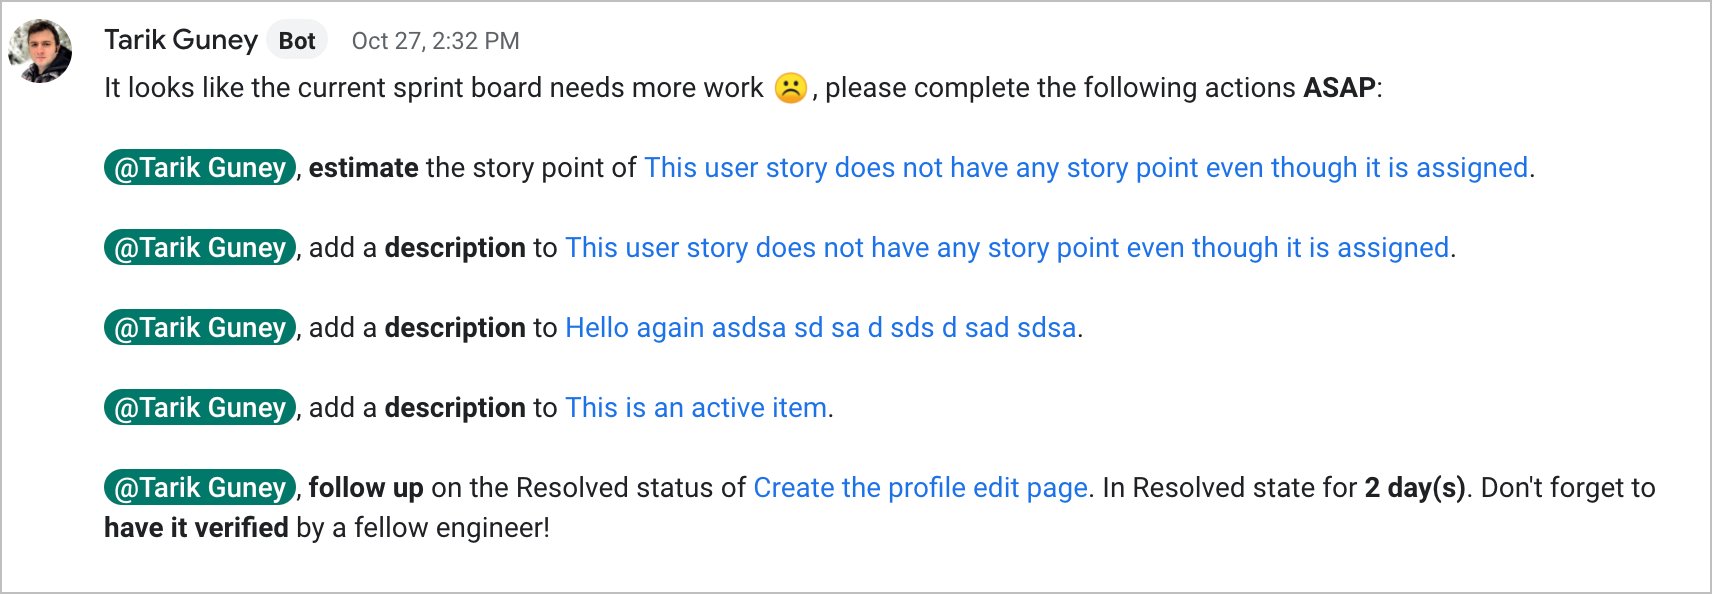 Tarik Guney Bot Oct 27, 2:32 PM
It looks like the current sprint board needs more work ☹️, please complete the following actions ASAP:
@Tarik Guney, estimate the story point of This user story does not have any story point even though it is assigned.
@Tarik Guney, add a description to This user story does not have any story point even though it is assigned.
@Tarik Guney, add a description to Hello again asdsa sd sa d sds d sad sdsa.
@Tarik Guney, add a description to This is an active item.
@Tarik Guney, follow up on the Resolved status of Create the profile edit page. In Resolved state for 2 day(s). Don't forget to
have it verified by a fellow engineer!